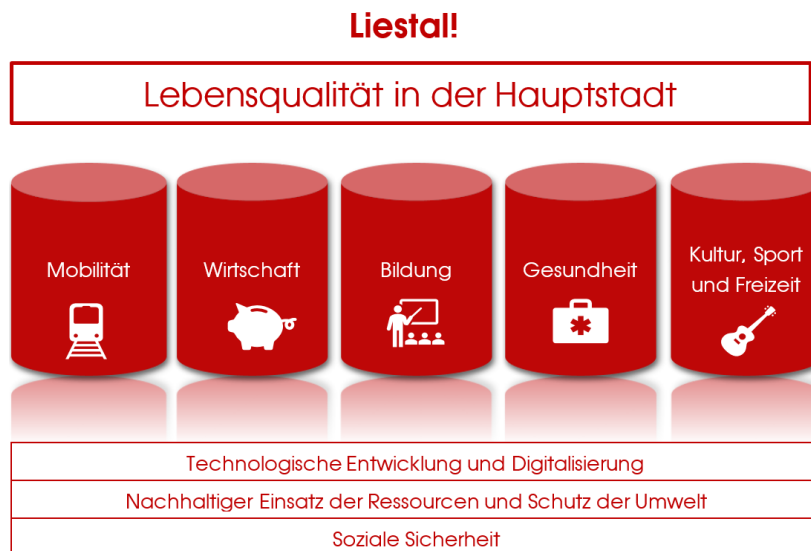 Liestal!
Lebensqualität in der Hauptstadt
Mobilität
Wirtschaft
Bildung
Gesundheit
Kultur, Sport
und Freizeit
Technologische Entwicklung und Digitalisierung
Nachhaltiger Einsatz der Ressourcen und Schutz der Umwelt
Soziale Sicherheit